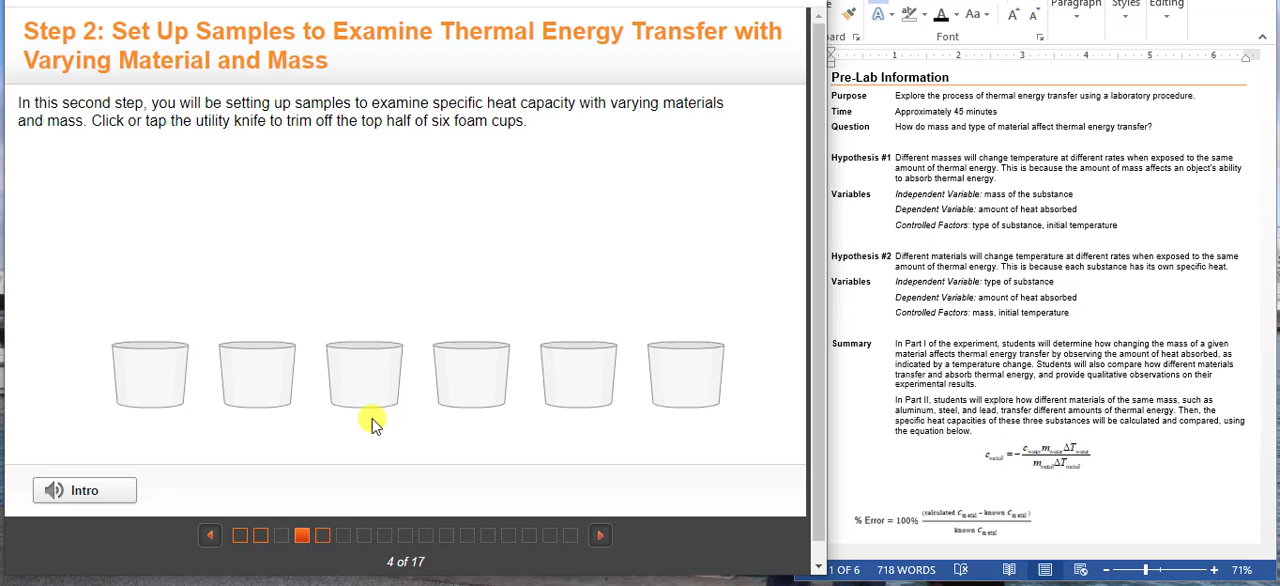 Step 2: Set Up Samples to Examine Thermal Energy Transfer with
Varying Material and Mass
In this second step, you will be setting up samples to examine specific heat capacity with varying materials
and mass. Click or tap the utility knife to trim off the top half of six foam cups.
Intro
4 of 17
Paragraph
Styles
Editing
Font
Pre-Lab Information
Purpose Explore the process of thermal energy transfer using a laboratory procedure.
Time Approximately 45 minutes
Question How do mass and type of material affect thermal energy transfer?
Hypothesis #1 Different masses will change temperature at different rates when exposed to the same
amount of thermal energy. This is because the amount of mass affects an object's ability
to absorb thermal energy.
Variables Independent Variable: mass of the substance
Dependent Variable: amount of heat absorbed
Controlled Factors: type of substance, initial temperature
Hypothesis #2 Different materials will change temperature at different rates when exposed to the same
amount of thermal energy. This is because each substance has its own specific heat.
Variables Independent Variable: type of substance
Dependent Variable: amount of heat absorbed
Controlled Factors: mass, initial temperature
Summary In Part I of the experiment, students will determine how changing the mass of a given
material affects thermal energy transfer by observing the amount of heat absorbed, as
indicated by a temperature change. Students will also compare how different materials
transfer and absorb thermal energy, and provide qualitative observations on their
experimental results.
In Part II, students will explore how different materials of the same mass, such as
aluminum, steel, and lead, transfer different amounts of thermal energy. Then, the
specific heat capacities of these three substances will be calculated and compared, using
the equation below.
c metal = − c water m water ΔT water
m metal ΔT metal
% Error = 100% (calculated C metal − known C metal)
known C metal
1 OF 6 718 WORDS 71%